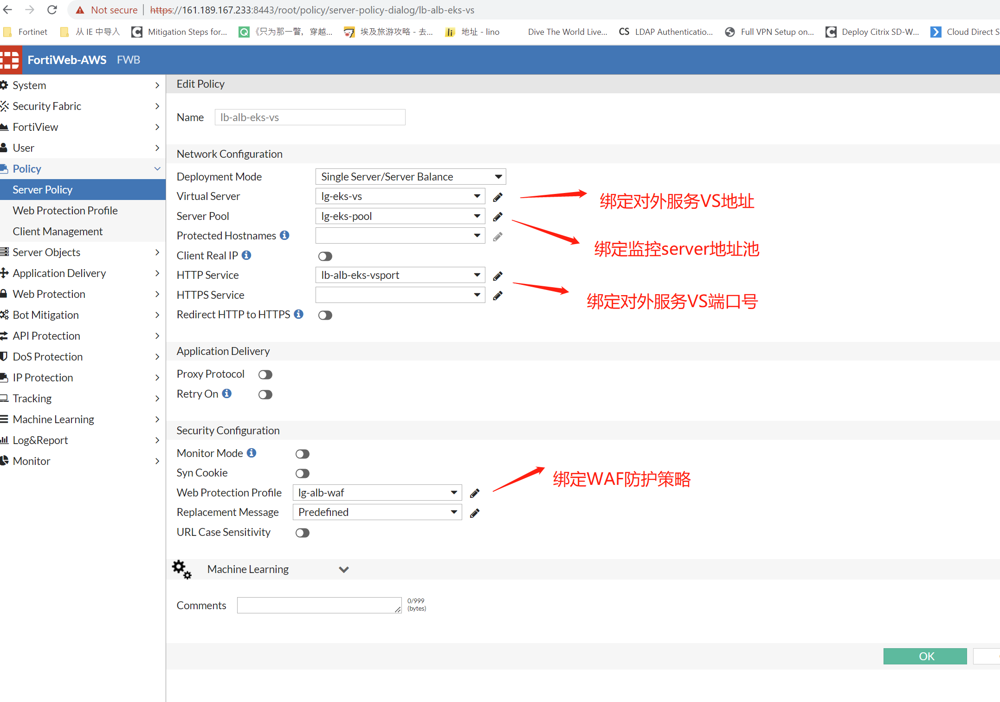 Not secure https://161.189.167.233:8443/root/policy/server-policy-dialog/lb-alb-eks-vs
Fortinet 从 IE 中导入 Mitigation Steps for... 《只为那一瞥，穿越... 埃及旅游攻略 - 去... 地址 - lino Dive The World Live... CS LDAP Authenticatio... Full VPN Setup on... Deploy Citrix SD-W... Cloud Direct S
FortiWeb-AWS FWB
System
Security Fabric
FortiView
User
Policy
Server Policy
Web Protection Profile
Client Management
Server Objects
Application Delivery
Web Protection
Bot Mitigation
API Protection
DoS Protection
IP Protection
Tracking
Machine Learning
Log&Report
Monitor
Edit Policy
Name lb-alb-eks-vs
Network Configuration
Deployment Mode Single Server/Server Balance
Virtual Server lg-eks-vs
绑定对外服务VS地址
Server Pool lg-eks-pool
Protected Hostnames
绑定监控server地址池
Client Real IP
HTTP Service lb-alb-eks-vsport
HTTPS Service
绑定对外服务VS端口号
Redirect HTTP to HTTPS
Application Delivery
Proxy Protocol
Retry On
Security Configuration
Monitor Mode
Syn Cookie
绑定WAF防护策略
Web Protection Profile lg-alb-waf
Replacement Message Predefined
URL Case Sensitivity
Machine Learning
Comments 0/999
(bytes)
OK